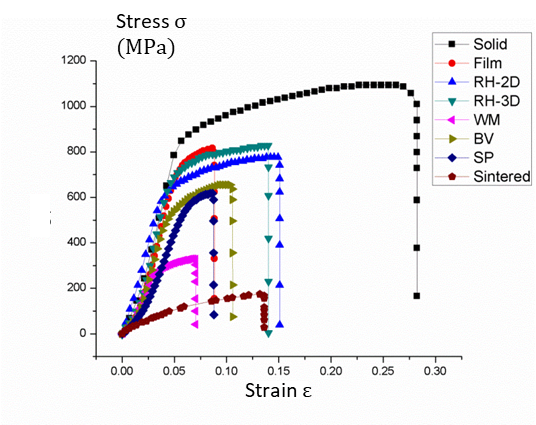 Stress σ
(MPa)
1200
1000
800
600
400
200
0
0.00 0.05 0.10 0.15 0.20 0.25 0.30
Strain ε
Solid
Film
RH-2D
RH-3D
WM
BV
SP
Sintered